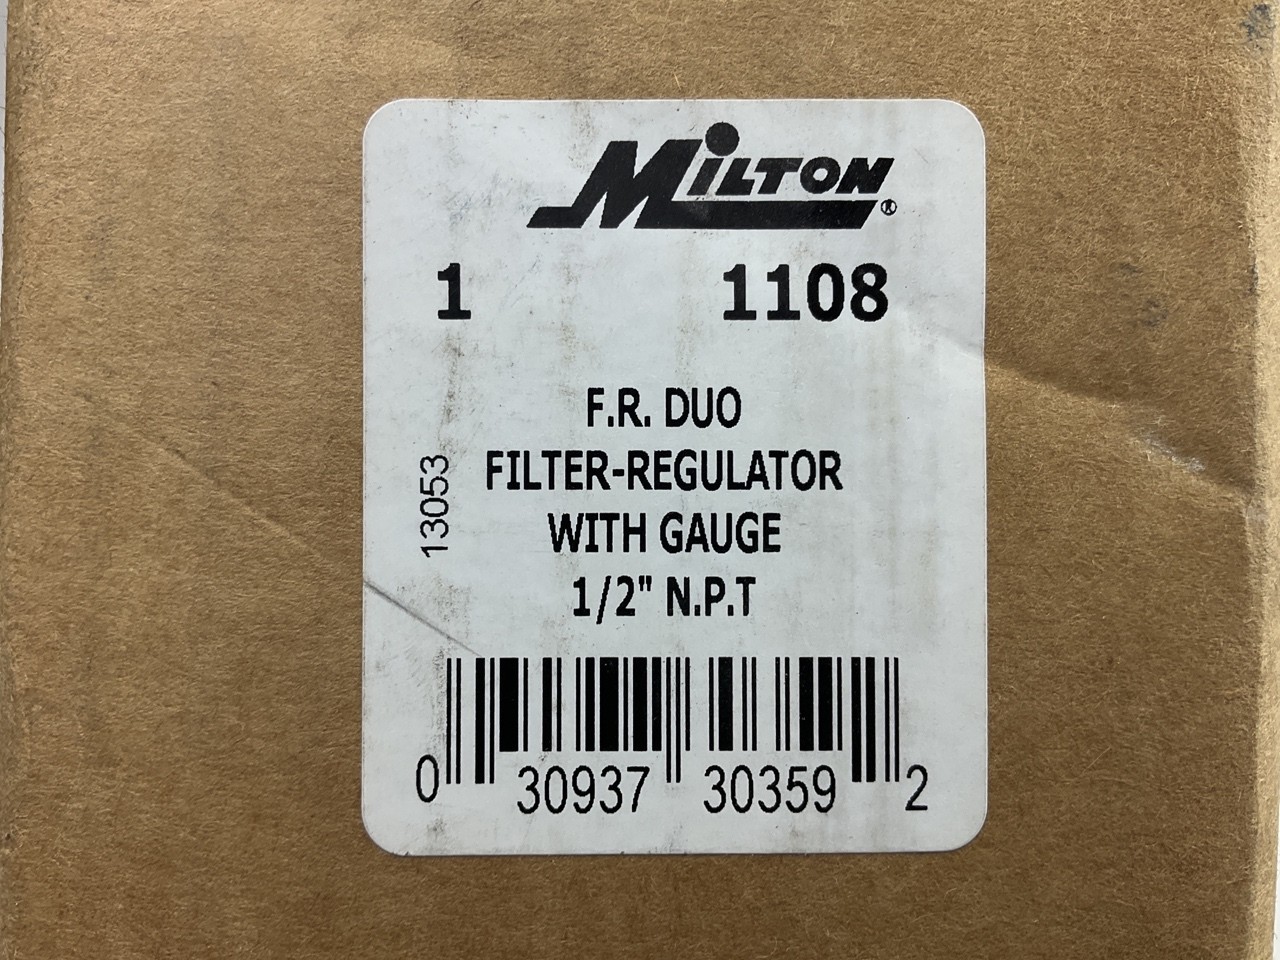 MiLTON®
1 1108
F.R. DUO
FILTER-REGULATOR
WITH GAUGE
1/2" N.P.T
13053
0 30937 30359 2